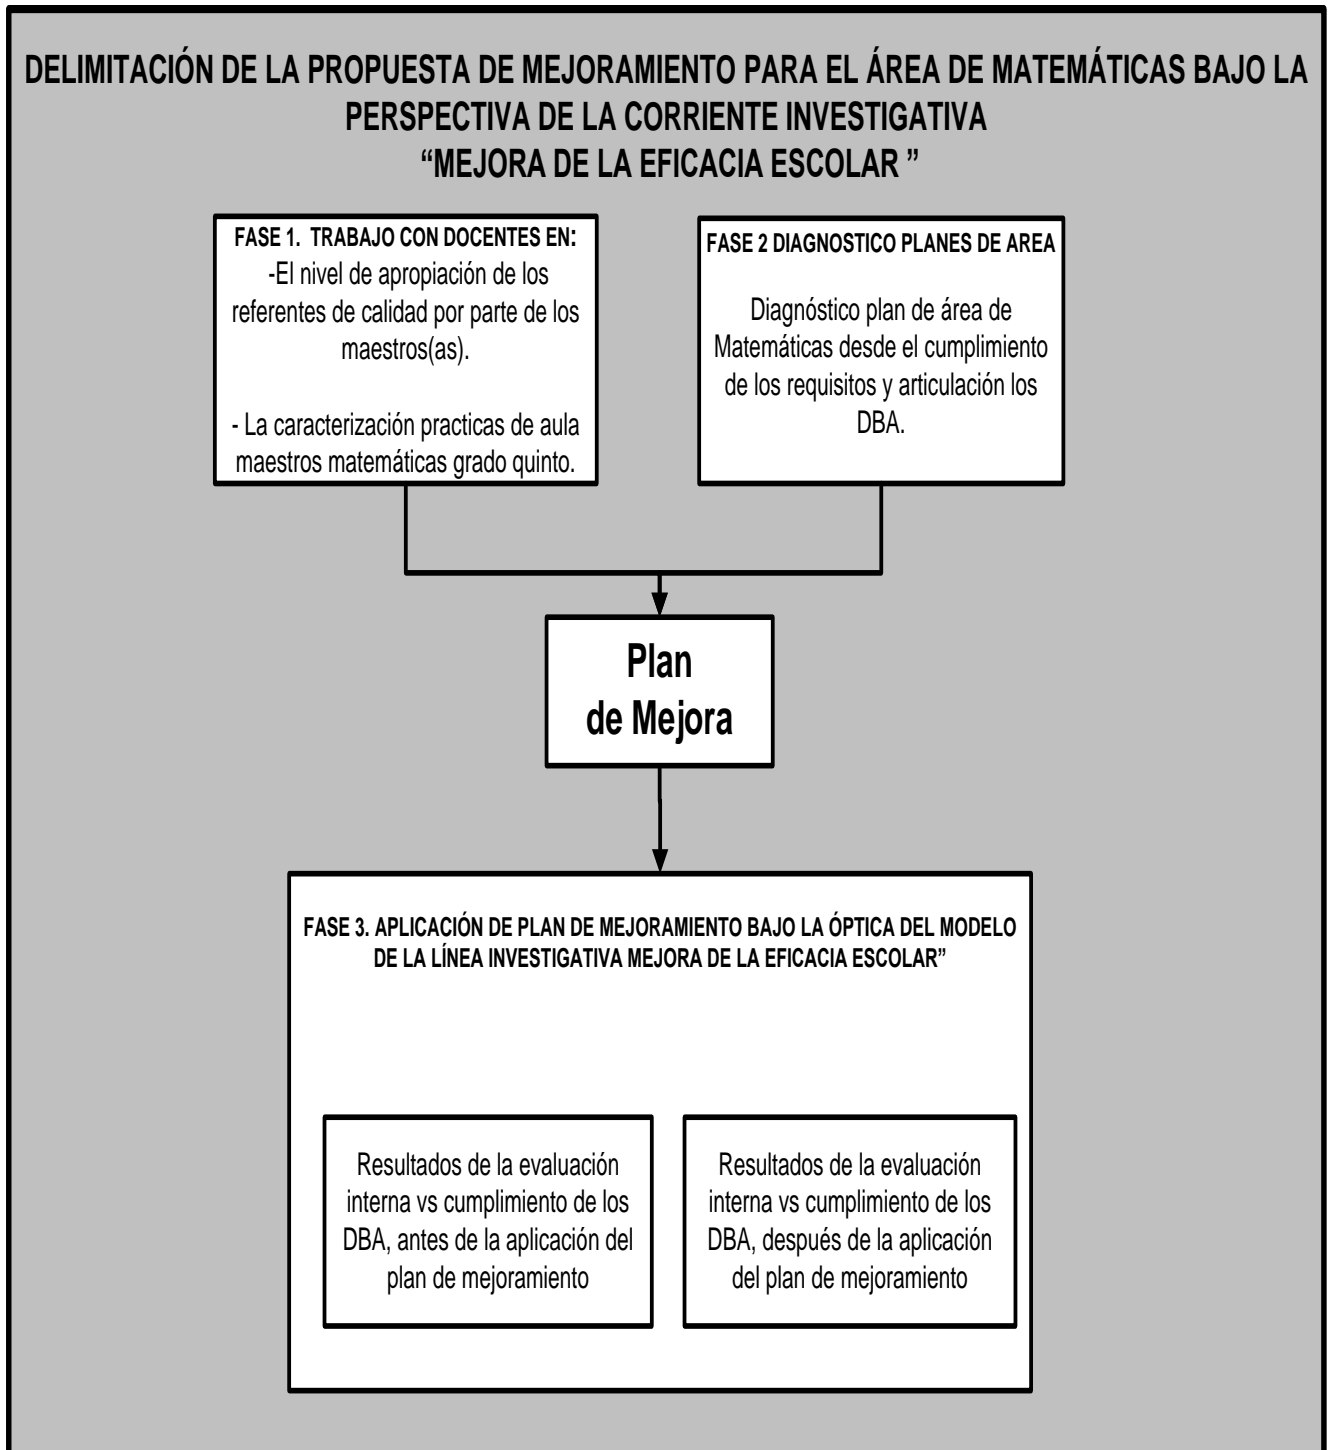 DELIMITACIÓN DE LA PROPUESTA DE MEJORAMIENTO PARA EL ÁREA DE MATEMÁTICAS BAJO LA
PERSPECTIVA DE LA CORRIENTE INVESTIGATIVA
“MEJORA DE LA EFICACIA ESCOLAR ”
FASE 1. TRABAJO CON DOCENTES EN:
-El nivel de apropiación de los
referentes de calidad por parte de los
maestros(as).
- La caracterización practicas de aula
maestros matemáticas grado quinto.
FASE 2 DIAGNOSTICO PLANES DE AREA
Diagnóstico plan de área de
Matemáticas desde el cumplimiento
de los requisitos y articulación los
DBA.
Plan
de Mejora
FASE 3. APLICACIÓN DE PLAN DE MEJORAMIENTO BAJO LA ÓPTICA DEL MODELO
DE LA LÍNEA INVESTIGATIVA MEJORA DE LA EFICACIA ESCOLAR”
Resultados de la evaluación
interna vs cumplimiento de los
DBA, antes de la aplicación del
plan de mejoramiento
Resultados de la evaluación
interna vs cumplimiento de los
DBA, después de la aplicación
del plan de mejoramiento